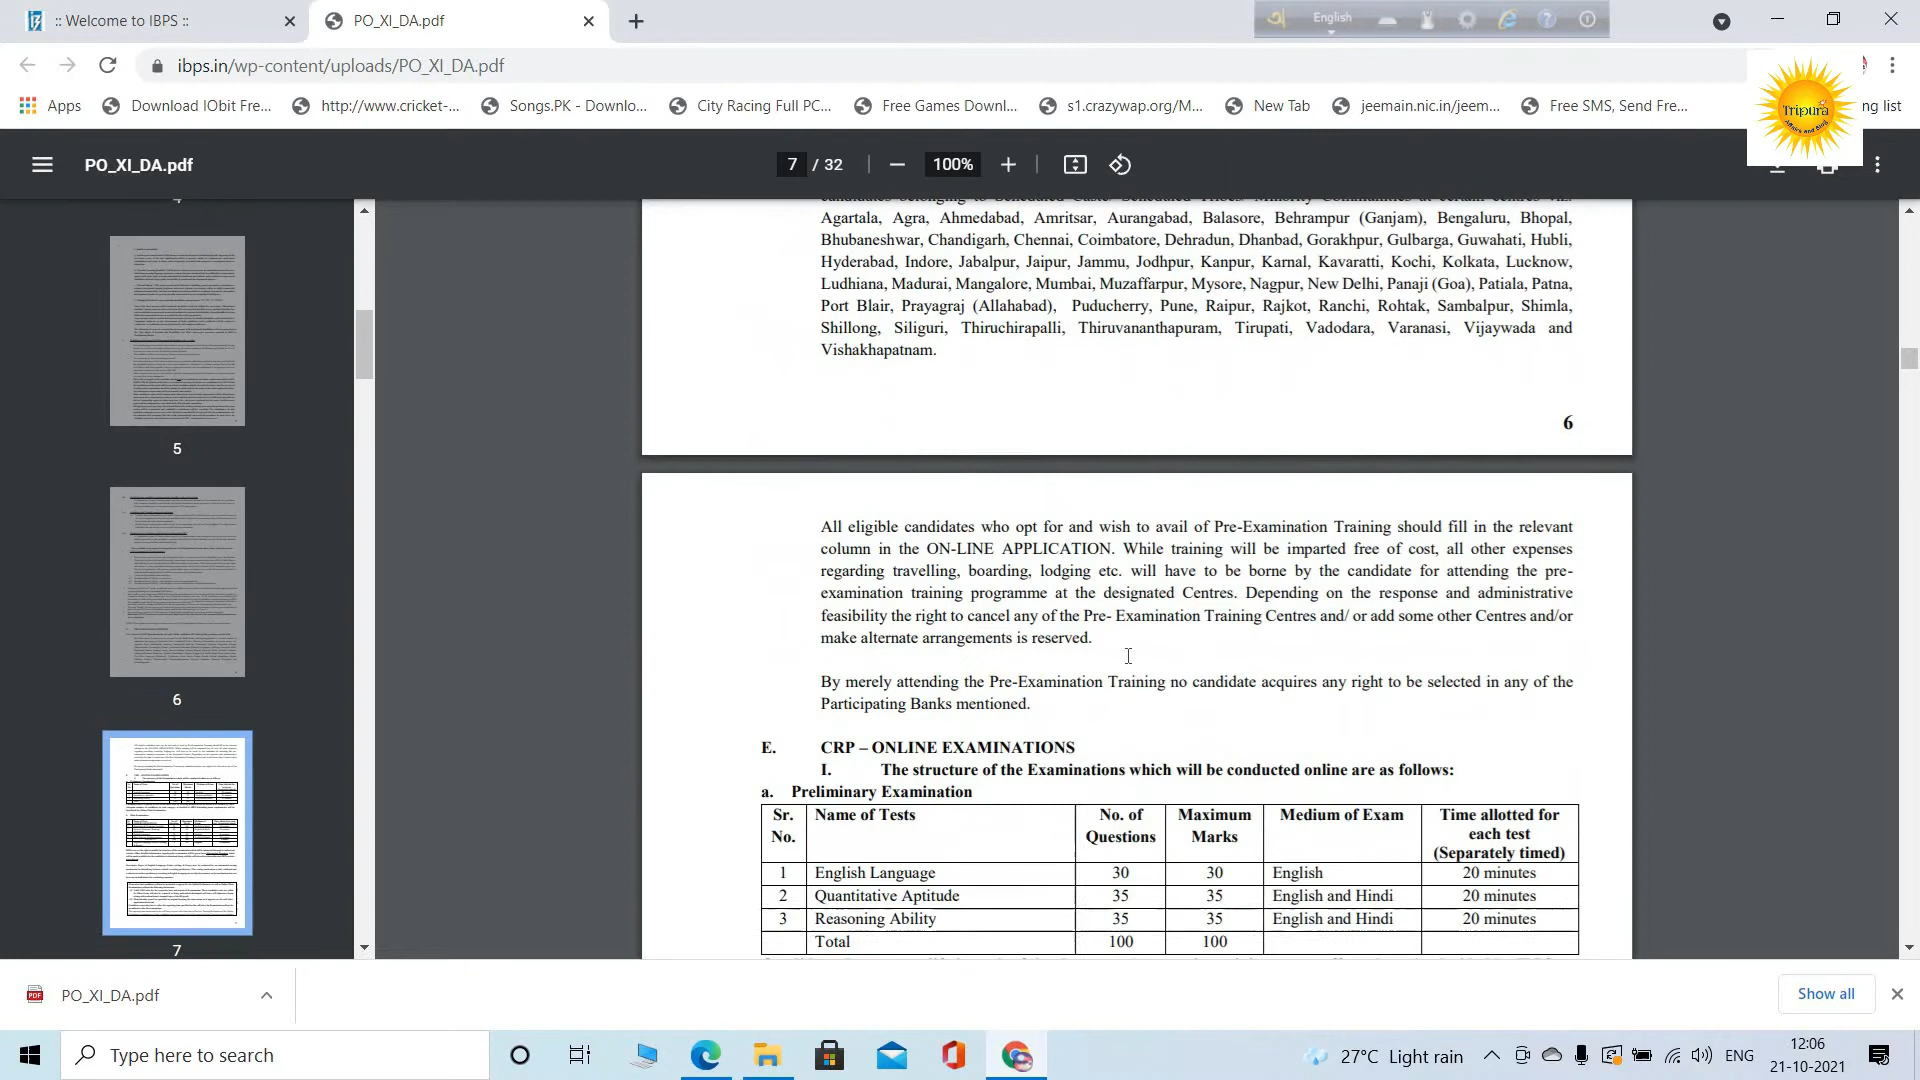 :: Welcome to IBPS ::
PO_XI_DA.pdf
English
ibps.in/wp-content/uploads/PO_XI_DA.pdf
Apps
Download IObit Fre...
http://www.cricket-...
Songs.PK - Downlo...
City Racing Full PC...
Free Games Downl...
s1.crazywap.org/M...
New Tab
jeemain.nic.in/jeem...
Free SMS, Send Fre...
ng list
Tripura
PO_XI_DA.pdf
7 / 32
100%
5
6
7
candidates belonging to Scheduled Caste/ Scheduled Tribes/ Minority Communities at certain centres viz.
Agartala, Agra, Ahmedabad, Amritsar, Aurangabad, Balasore, Behrampur (Ganjam), Bengaluru, Bhopal,
Bhubaneshwar, Chandigarh, Chennai, Coimbatore, Dehradun, Dhanbad, Gorakhpur, Gulbarga, Guwahati, Hubli,
Hyderabad, Indore, Jabalpur, Jaipur, Jammu, Jodhpur, Kanpur, Karnal, Kavaratti, Kochi, Kolkata, Lucknow,
Ludhiana, Madurai, Mangalore, Mumbai, Muzaffarpur, Mysore, Nagpur, New Delhi, Panaji (Goa), Patiala, Patna,
Port Blair, Prayagraj (Allahabad), Puducherry, Pune, Raipur, Rajkot, Ranchi, Rohtak, Sambalpur, Shimla,
Shillong, Siliguri, Thiruchirapalli, Thiruvananthapuram, Tirupati, Vadodara, Varanasi, Vijaywada and
Vishakhapatnam.
6
All eligible candidates who opt for and wish to avail of Pre-Examination Training should fill in the relevant
column in the ON-LINE APPLICATION. While training will be imparted free of cost, all other expenses
regarding travelling, boarding, lodging etc. will have to be borne by the candidate for attending the pre-
examination training programme at the designated Centres. Depending on the response and administrative
feasibility the right to cancel any of the Pre- Examination Training Centres and/ or add some other Centres and/or
make alternate arrangements is reserved.
By merely attending the Pre-Examination Training no candidate acquires any right to be selected in any of the
Participating Banks mentioned.
E. CRP – ONLINE EXAMINATIONS
I. The structure of the Examinations which will be conducted online are as follows:
a. Preliminary Examination
Sr. No. Name of Tests No. of Questions Maximum Marks Medium of Exam Time allotted for each test (Separately timed)
1 English Language 30 30 English 20 minutes
2 Quantitative Aptitude 35 35 English and Hindi 20 minutes
3 Reasoning Ability 35 35 English and Hindi 20 minutes
Total 100 100
PO_XI_DA.pdf
Show all
Type here to search
27°C Light rain
ENG
12:06
21-10-2021